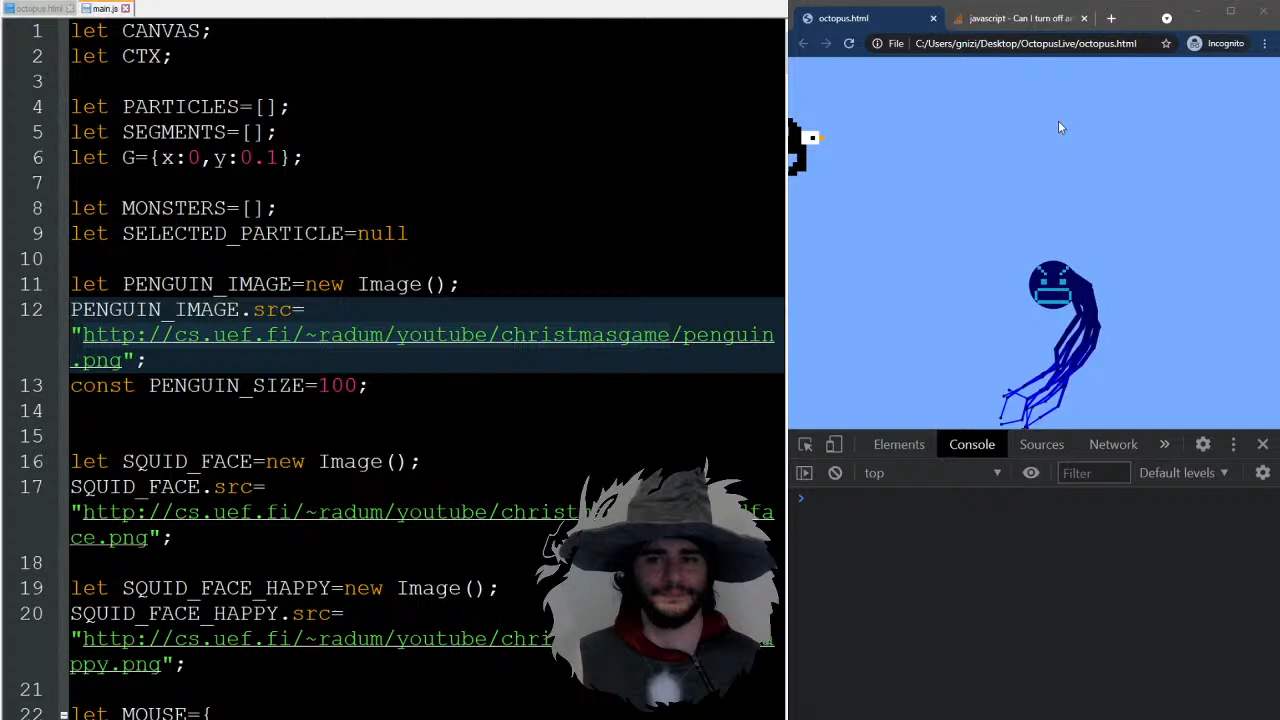 octopus.html
main.js
1 let CANVAS;
2 let CTX;
3
4 let PARTICLES=[];
5 let SEGMENTS=[];
6 let G={x:0,y:0.1};
7
8 let MONSTERS=[];
9 let SELECTED_PARTICLE=null
10
11 let PENGUIN_IMAGE=new Image();
12 PENGUIN_IMAGE.src=
"http://cs.uef.fi/~radum/youtube/christmasgame/penguin
.png";
13 const PENGUIN_SIZE=100;
14
15
16 let SQUID_FACE=new Image();
17 SQUID_FACE.src=
"http://cs.uef.fi/~radum/youtube/christ
ce.png";
18
19 let SQUID_FACE_HAPPY=new Image();
20 SQUID_FACE_HAPPY.src=
"http://cs.uef.fi/~radum/youtube/chri
ppy.png";
21
22 let MOUSE={
octopus.html
javascript - Can I turn off an
File C:/Users/gnizi/Desktop/OctopusLive/octopus.html
Incognito
Elements Console Sources Network
top Filter Default levels